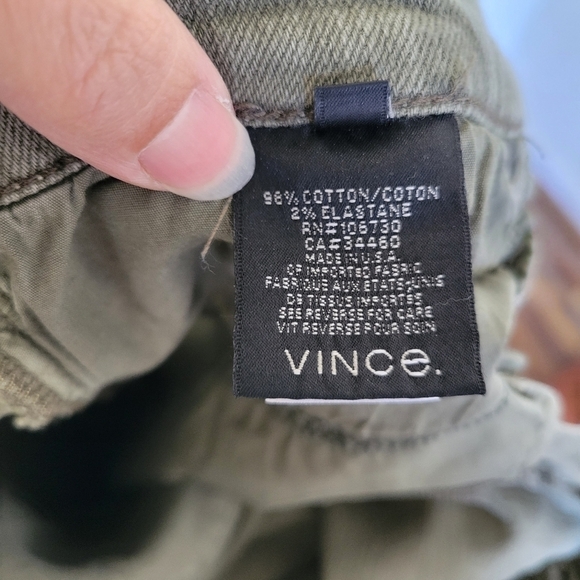 98% COTTON/COTON
2% ELASTANE
RN#106730
CA#34460
MADE IN U.S.A.
OF IMPORTED FABRIC
FABRIQUE AUX ETATS-UNIS
DE TISSUS IMPORTES
SEE REVERSE FOR CARE
VIT REVERSE POUR SOIN
VINCe.